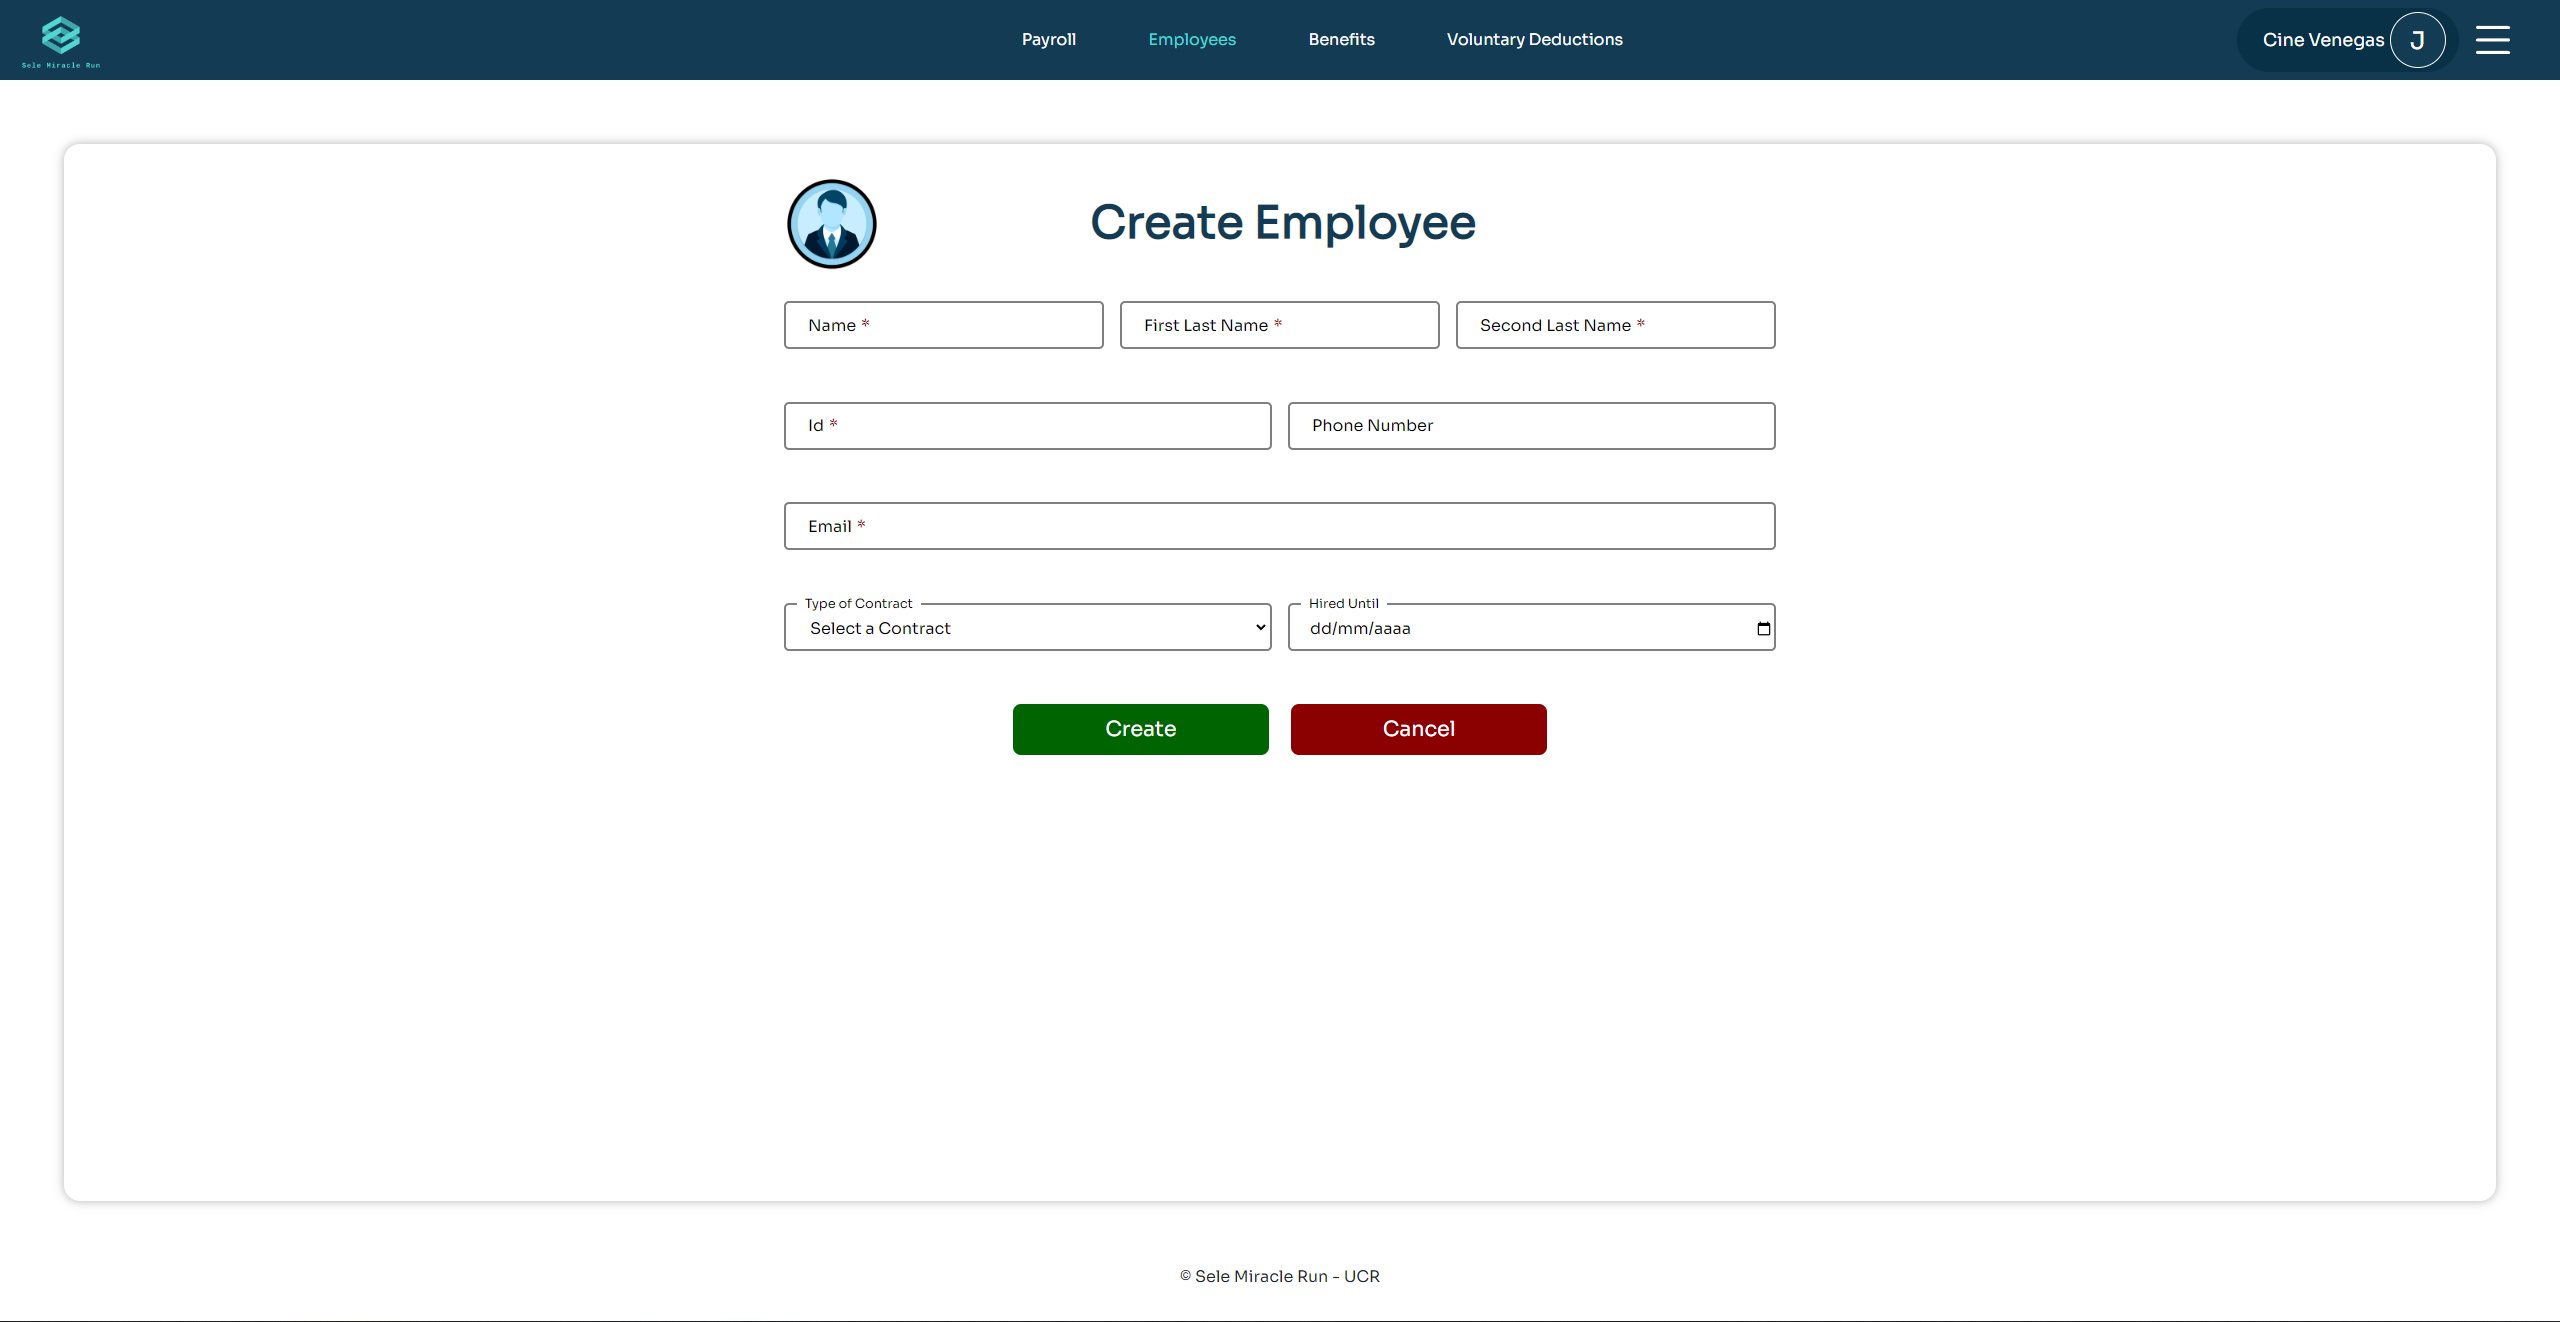 Sele Miracle Run
Payroll
Employees
Benefits
Voluntary Deductions
Cine Venegas
J
Create Employee
Name *
First Last Name *
Second Last Name *
Id *
Phone Number
Email *
Type of Contract
Hired Until
Select a Contract
dd/mm/aaaa
Create
Cancel
© Sele Miracle Run - UCR